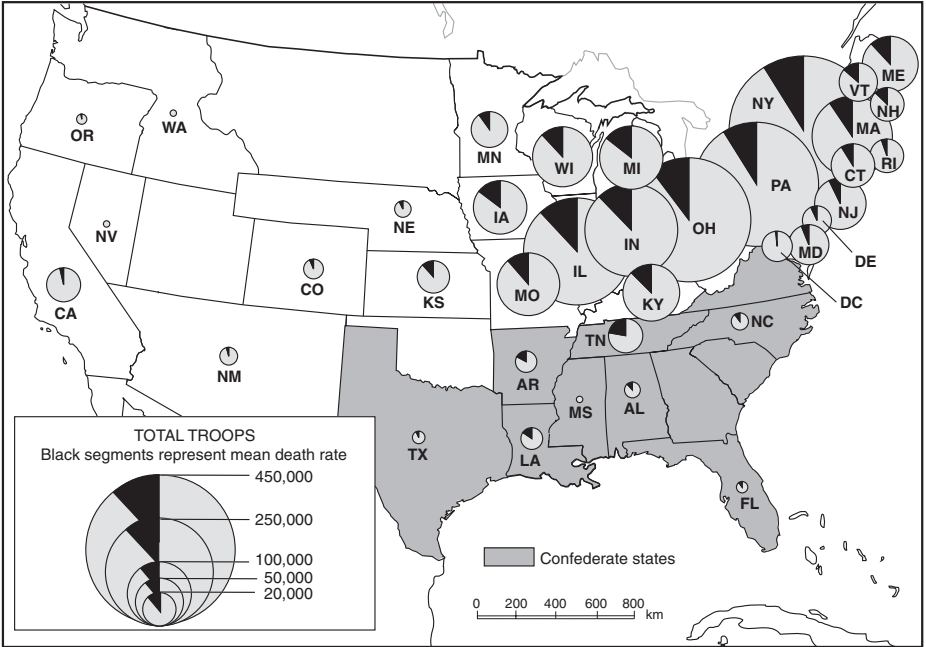 NY
VT
ME
NH
MA
OR
WA
MN
WI
MI
CT
RI
PA
IA
NE
NJ
OH
NV
IN
DE
MD
IL
CO
KS
MO
KY
DC
CA
NC
TN
NM
AR
MS
AL
TX
LA
FL
TOTAL TROOPS
Black segments represent mean death rate
450,000
250,000
100,000
50,000
20,000
Confederate states
0 200 400 600 800
km